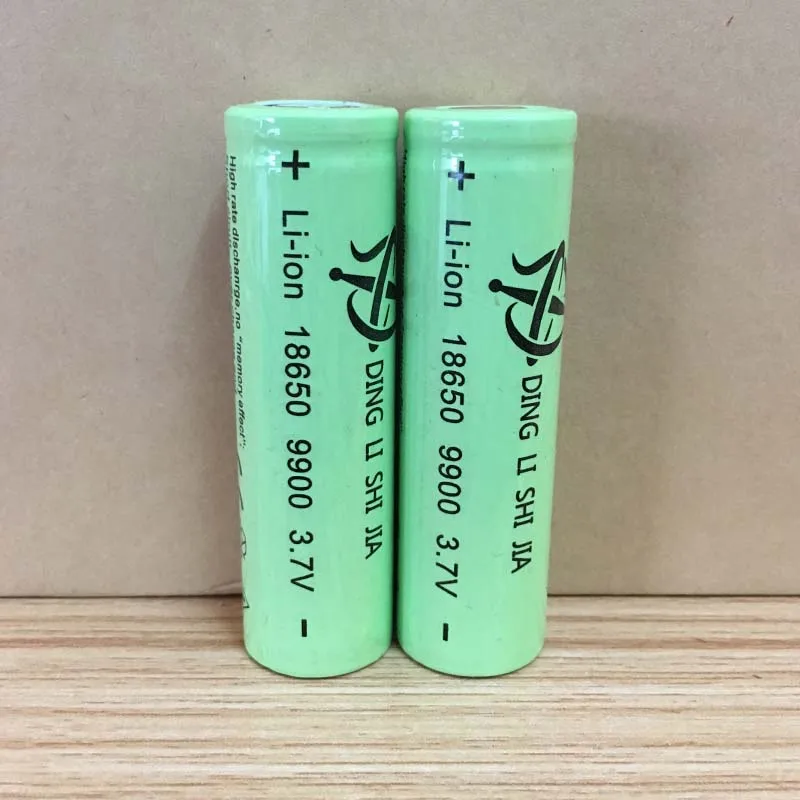 + Li-ion 18650 9900 3.7V -
DING LI SHI JIA
High rate dischanrge,no "memory effect";
+ Li-ion 18650 9900 3.7V -
DING LI SHI JIA